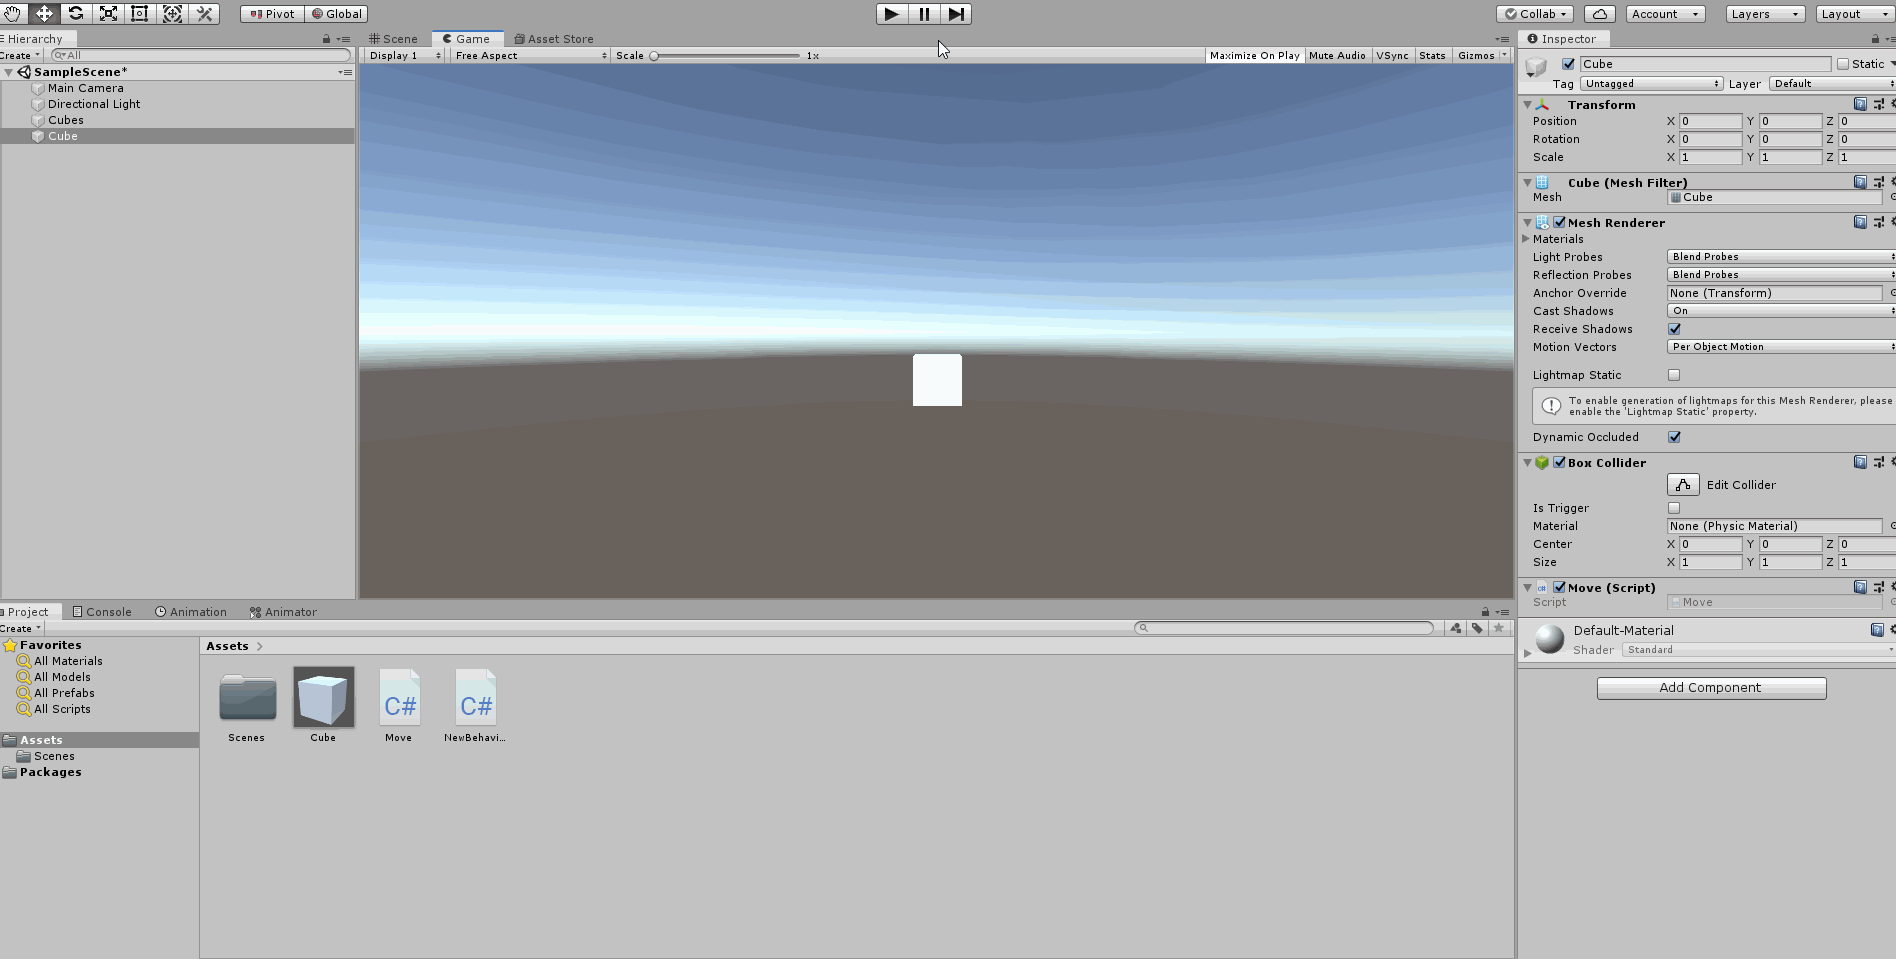 Pivot Global Collab Account Layers Layout
Hierarchy
Create All
SampleScene*
Main Camera
Directional Light
Cubes
Cube
Scene Game Asset Store
Display 1 Free Aspect Scale 1x Maximize On Play Mute Audio VSync Stats Gizmos
Inspector
Cube Static
Tag Untagged Layer Default
Transform
Position X 0 Y 0 Z 0
Rotation X 0 Y 0 Z 0
Scale X 1 Y 1 Z 1
Cube (Mesh Filter)
Mesh Cube
Mesh Renderer
Materials
Light Probes Blend Probes
Reflection Probes Blend Probes
Anchor Override None (Transform)
Cast Shadows On
Receive Shadows
Motion Vectors Per Object Motion
Lightmap Static
To enable generation of lightmaps for this Mesh Renderer, please
enable the 'Lightmap Static' property.
Dynamic Occluded
Box Collider
Edit Collider
Is Trigger
Material None (Physic Material)
Center X 0 Y 0 Z 0
Size X 1 Y 1 Z 1
Move (Script)
Script Move
Default-Material
Shader Standard
Add Component
Project Console Animation Animator
Create
Favorites
All Materials
All Models
All Prefabs
All Scripts
Assets
Scenes
Packages
Assets
C# C#
Scenes Cube Move NewBehavi...